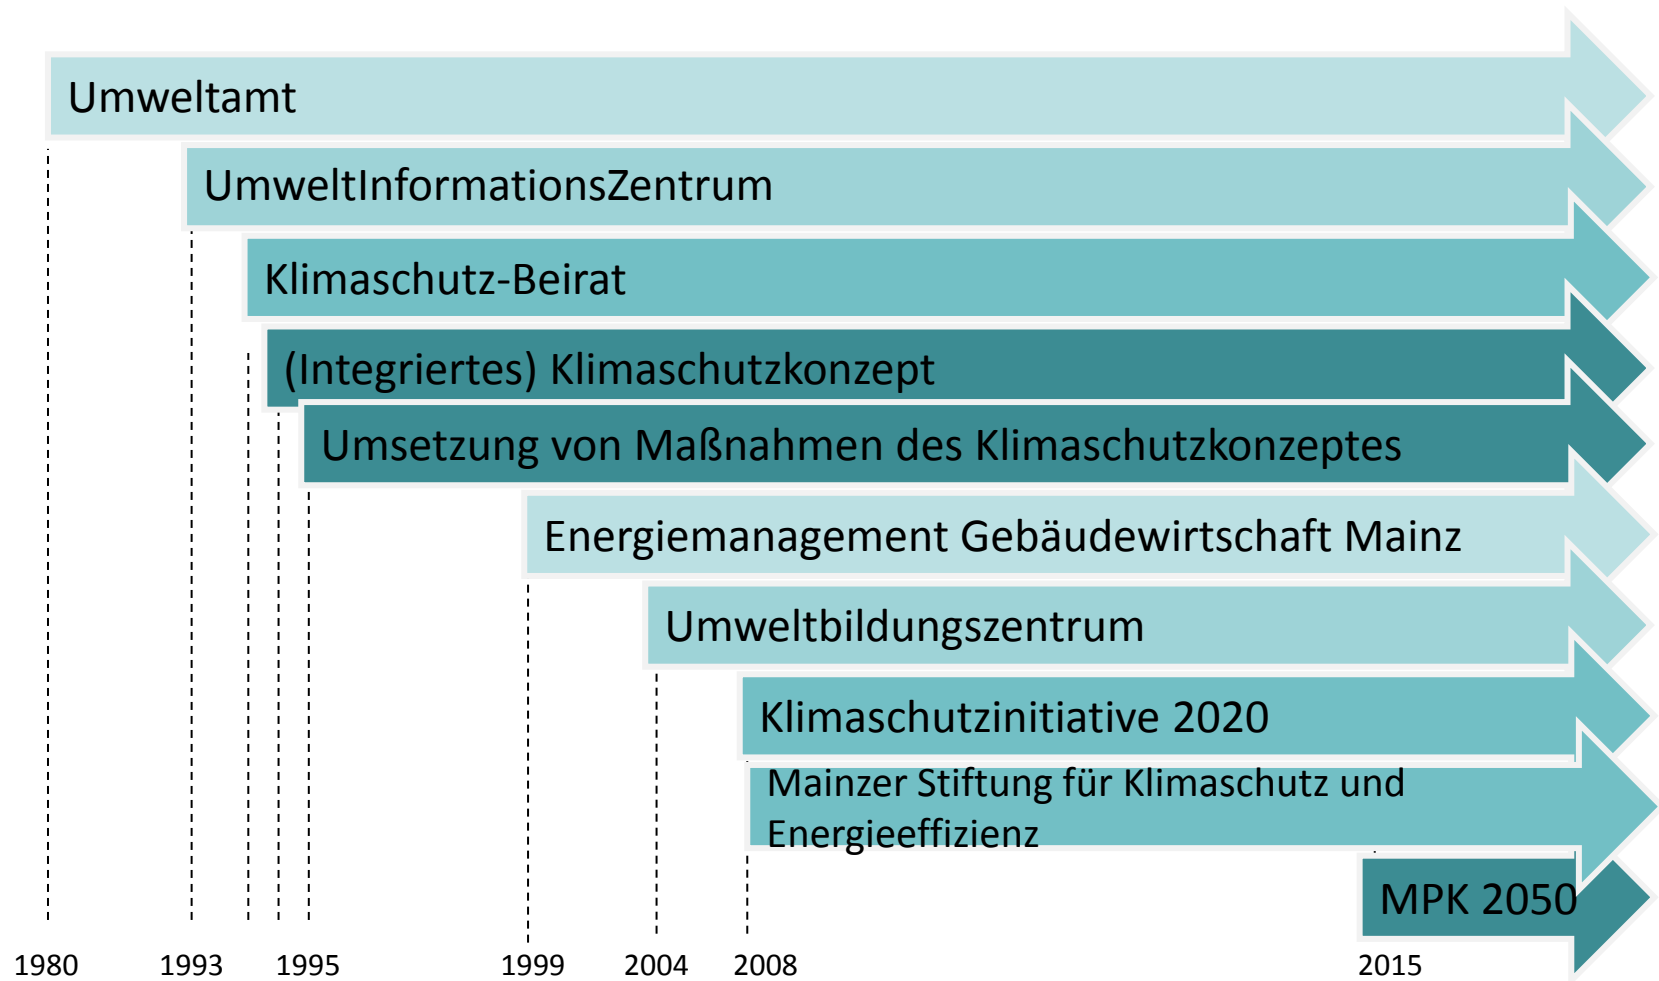 Umweltamt
UmweltInformationsZentrum
Klimaschutz-Beirat
(Integriertes) Klimaschutzkonzept
Umsetzung von Maßnahmen des Klimaschutzkonzeptes
Energiemanagement Gebäudewirtschaft Mainz
Umweltbildungszentrum
Klimaschutzinitiative 2020
Mainzer Stiftung für Klimaschutz und
Energieeffizienz
MPK 2050
1980 1993 1995 1999 2004 2008 2015